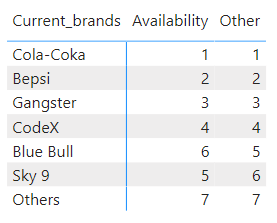 Current_brands Availability Other
Cola-Coka 1 1
Bepsi 2 2
Gangster 3 3
CodeX 4 4
Blue Bull 6 5
Sky 9 5 6
Others 7 7